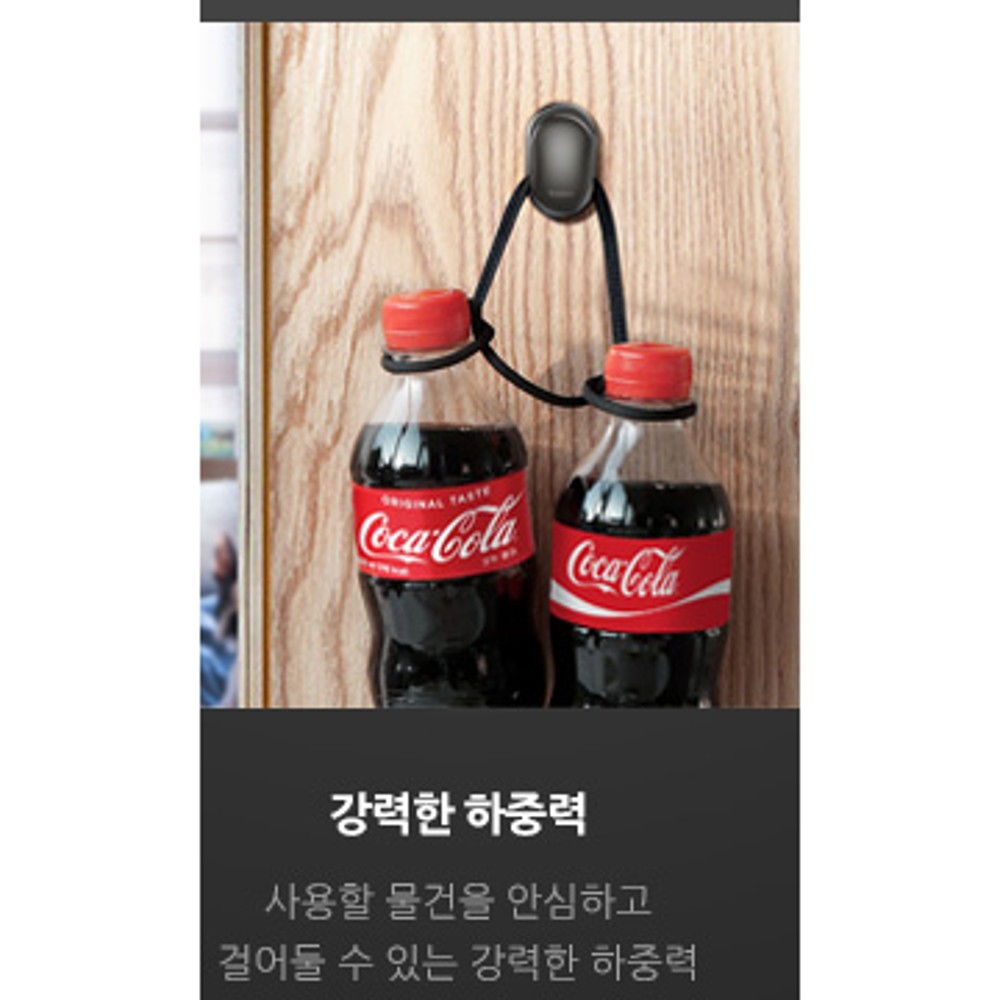 ORIGINAL TASTE
Coca-Cola
Coca-Cola
강력한 하중력
사용할 물건을 안심하고
걸어둘 수 있는 강력한 하중력